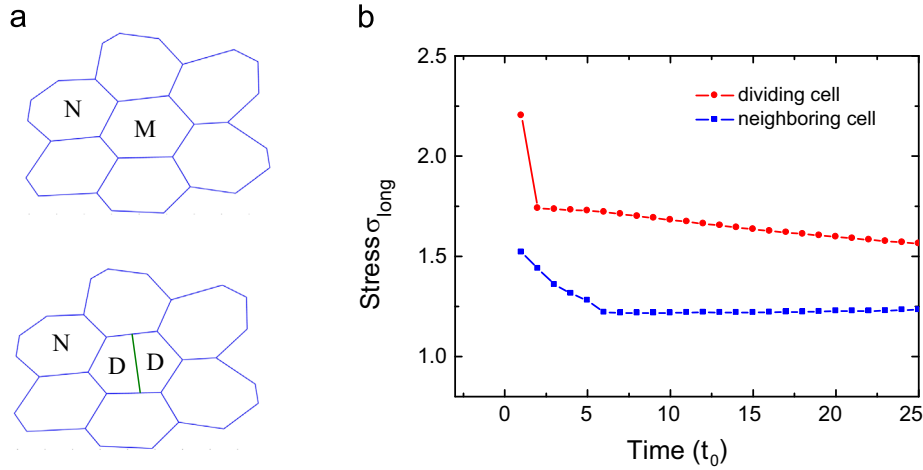 a
N
M
N
D
D
b
Stress σ_long
2.5
2.0
1.5
1.0
dividing cell
neighboring cell
0
5
10
15
20
25
Time (t₀)